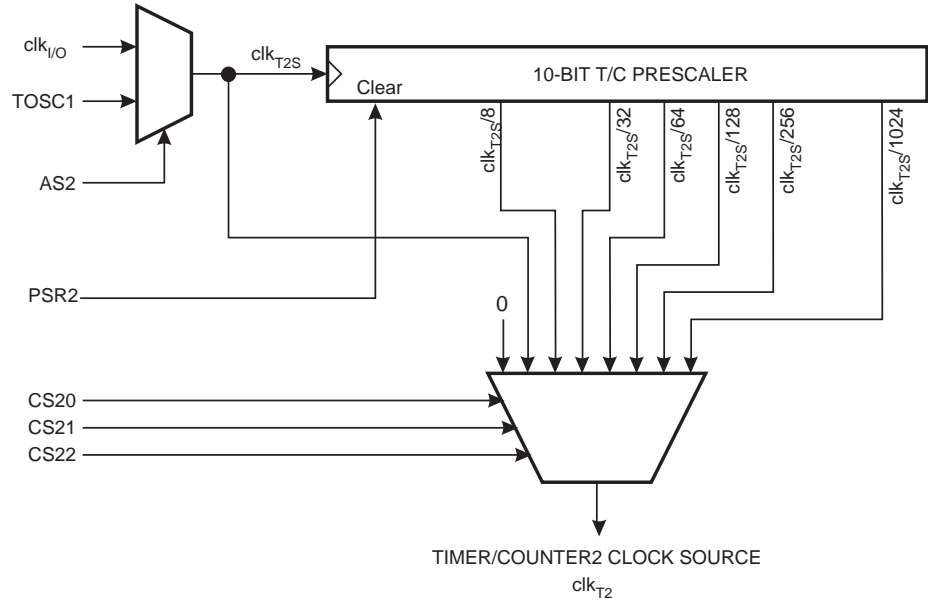 clkI/O
TOSC1
AS2
PSR2
CS20
CS21
CS22
clkT2S
10-BIT T/C PRESCALER
Clear
clkT2S/8
clkT2S/32
clkT2S/64
clkT2S/128
clkT2S/256
clkT2S/1024
0
TIMER/COUNTER2 CLOCK SOURCE
clkT2